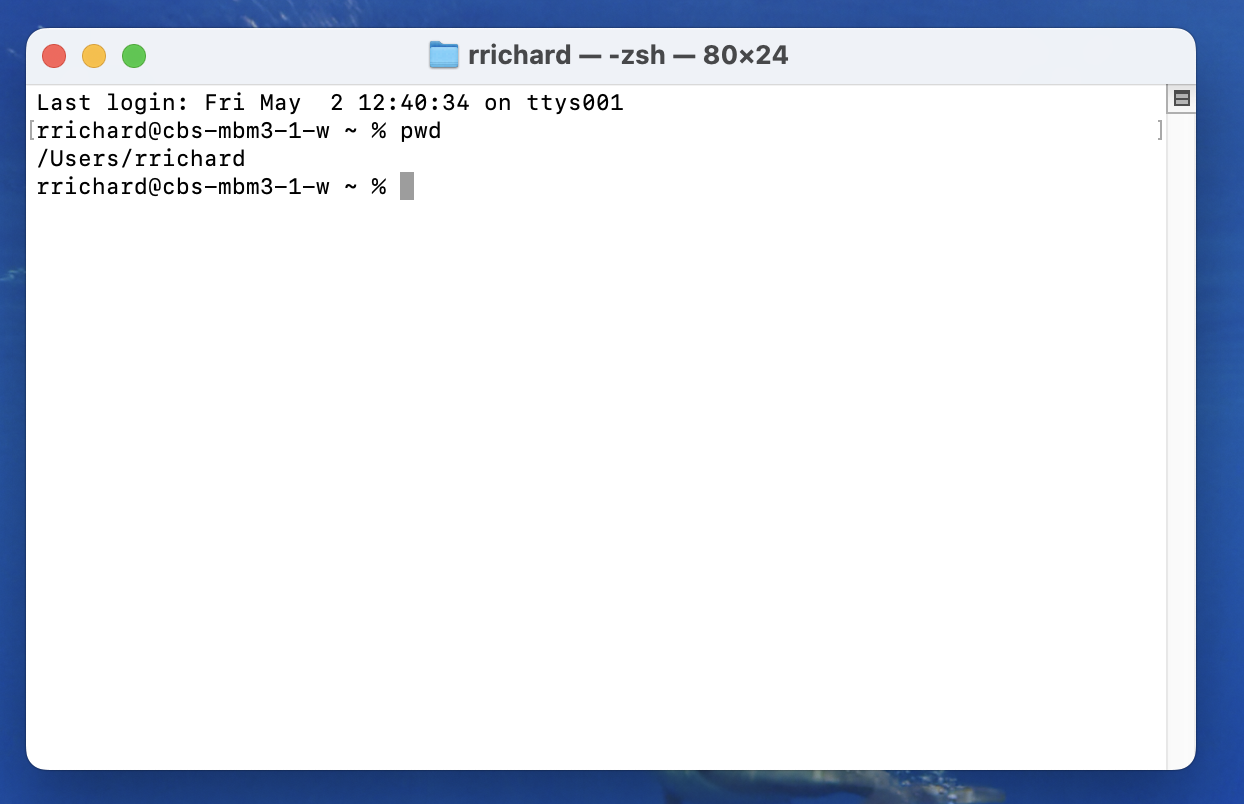 rrichard — -zsh — 80×24
Last login: Fri May  2 12:40:34 on ttys001
[rrichard@cbs-mbm3-1-w ~ % pwd ]
/Users/rrichard
rrichard@cbs-mbm3-1-w ~ %